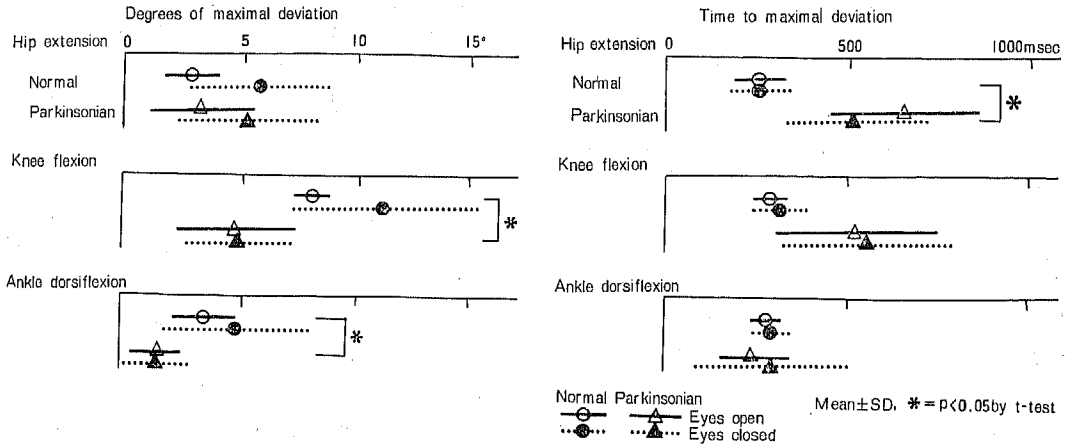 Degrees of maximal deviation
Hip extension
0 5 10 15°
Normal
Parkinsonian
Knee flexion
*
Ankle dorsiflexion
*
Time to maximal deviation
Hip extension
0 500 1000msec
Normal
Parkinsonian
*
Knee flexion
Ankle dorsiflexion
Normal Parkinsonian
Eyes open
Eyes closed
Mean±SD, *=p<0.05 by t-test